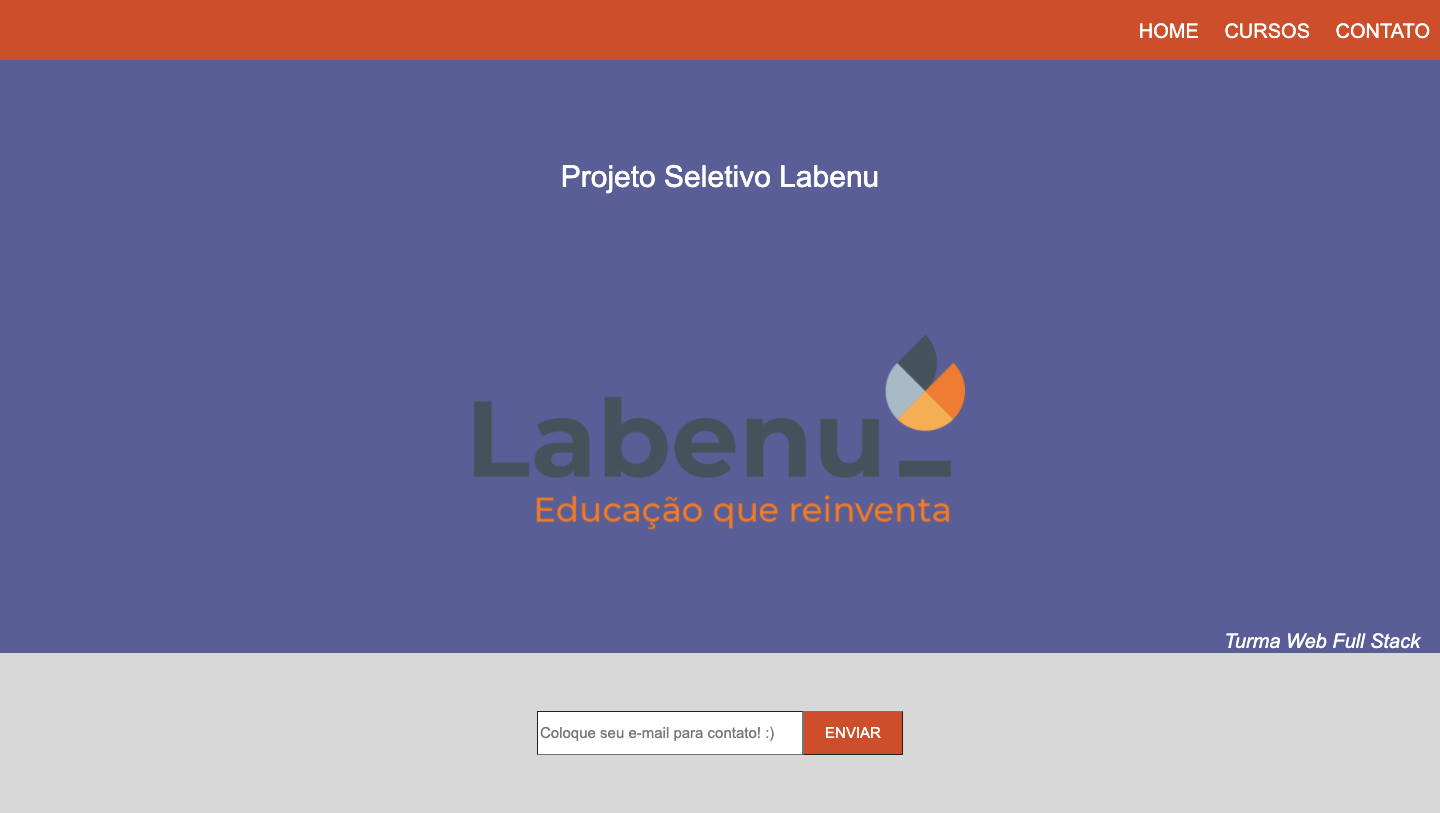 HOME CURSOS CONTATO
Projeto Seletivo Labenu
Labenu_
Educação que reinventa
Turma Web Full Stack
Coloque seu e-mail para contato! :) ENVIAR